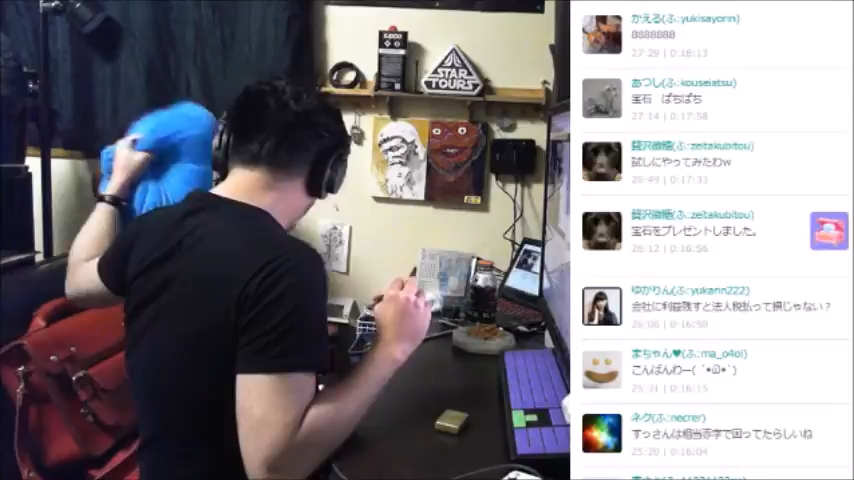 zippo
STAR
TOURS
かえる(ふ:yukisayorin)
8888888
27:29 | 0:18:13
あつし(ふ:kouseiatsu)
宝石 ぱちぱち
27:14 | 0:17:58
贅沢微糖(ふ:zeitakubitou)
試しにやってみたわw
26:49 | 0:17:33
贅沢微糖(ふ:zeitakubitou)
宝石をプレゼントしました。
26:12 | 0:16:56
ゆかりん(ふ:yukarin222)
会社に利益残すと法人税払って損じゃない?
26:06 | 0:16:50
まちゃん♥(ふ:ma_o4oi)
こんばんわー(
25:31 | 0:16:15
ネク(ふ:necrer)
すっさんは相当赤字で困ってたらしいね
25:20 | 0:16:04